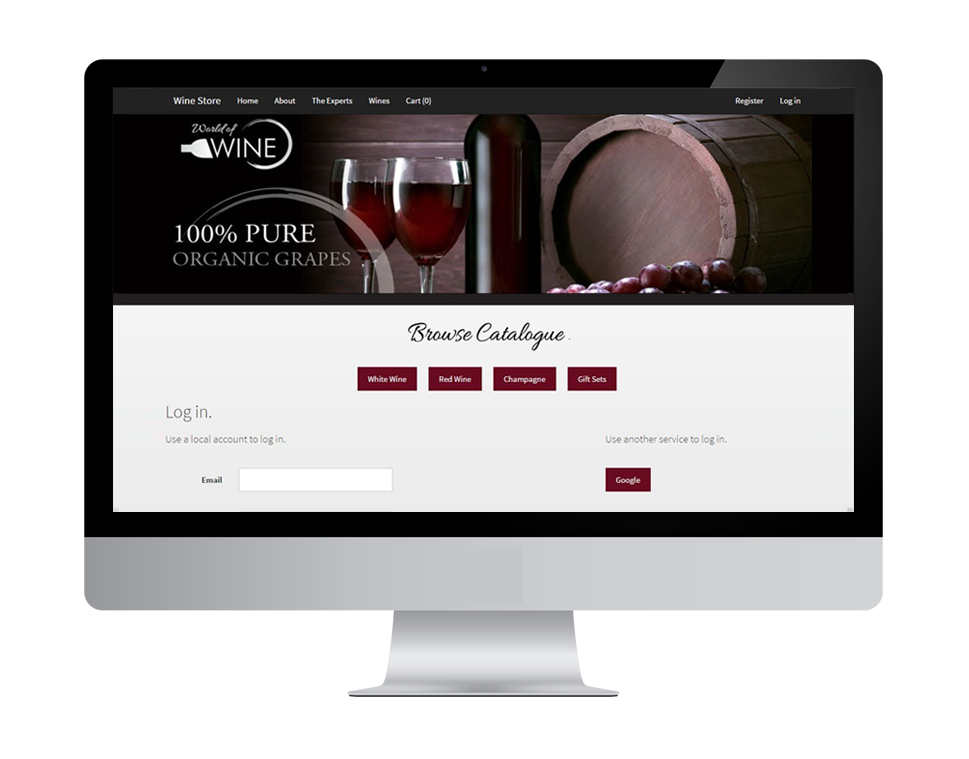 Wine Store Home About The Experts Wines Cart (0) Register Log in
World of
WINE
100% PURE
ORGANIC GRAPES
Browse Catalogue .
White Wine Red Wine Champagne Gift Sets
Log in.
Use a local account to log in. Use another service to log in.
Email Google